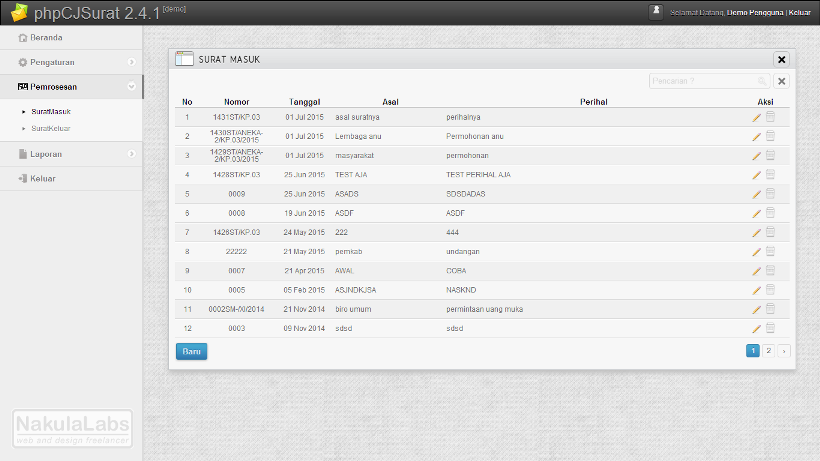 phpCJSurat 2.4.1 [demo]
Selamat Datang, Demo Pengguna | Keluar
Beranda
Pengaturan
Pemrosesan
SuratMasuk
SuratKeluar
Laporan
Keluar
SURAT MASUK
Pencarian ?
No Nomor Tanggal Asal Perihal Aksi
1 1431ST/KP.03 01 Jul 2015 asal suratnya perihalnya
2 1430ST/ANEKA-2/KP.03/2015 01 Jul 2015 Lembaga anu Permohonan anu
3 1429ST/ANEKA-2/KP.03/2015 01 Jul 2015 masyarakat permohonan
4 1428ST/KP.03 25 Jun 2015 TEST AJA TEST PERIHAL AJA
5 0009 25 Jun 2015 ASADS SDSDADAS
6 0008 19 Jun 2015 ASDF ASDF
7 1426ST/KP.03 24 May 2015 222 444
8 22222 21 May 2015 pemkab undangan
9 0007 21 Apr 2015 AWAL COBA
10 0005 05 Feb 2015 ASJNDKJSA NASKND
11 0002SM-/XI/2014 21 Nov 2014 biro umum permintaan uang muka
12 0003 09 Nov 2014 sdsd sdsd
Baru
1 2 ›
NakulaLabs
web and design freelancer